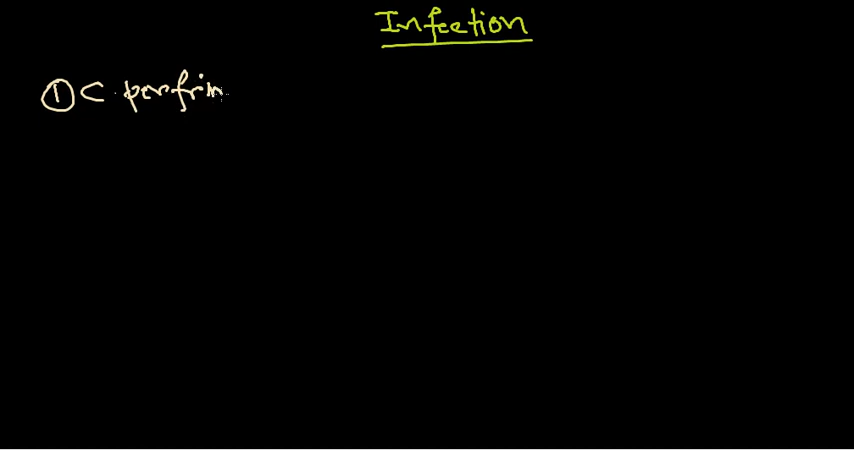 Infection
① C. perfrin